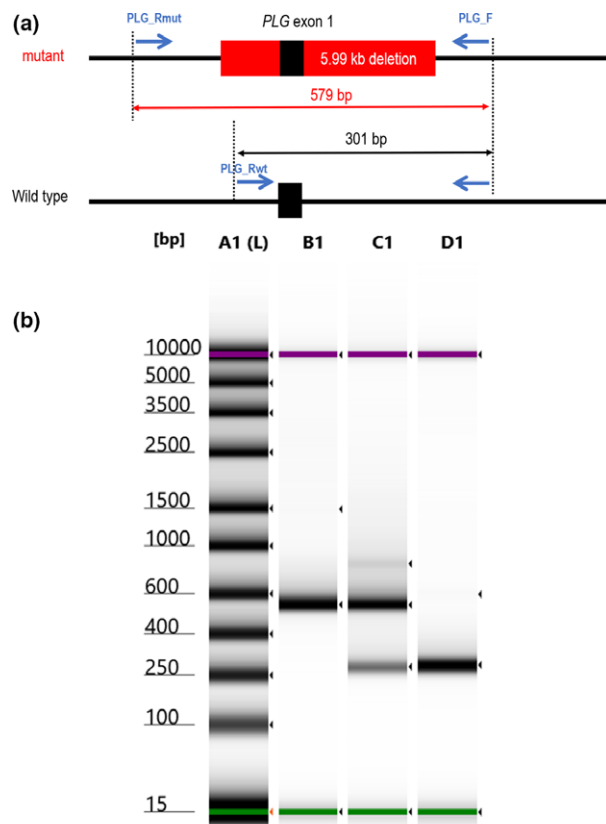 (a)
PLG_Rmut
PLG exon 1
PLG_F
mutant
5.99 kb deletion
579 bp
301 bp
PLG_Rwt
Wild type
[bp] A1 (L) B1 C1 D1
(b)
10000
5000
3500
2500
1500
1000
600
400
250
100
15